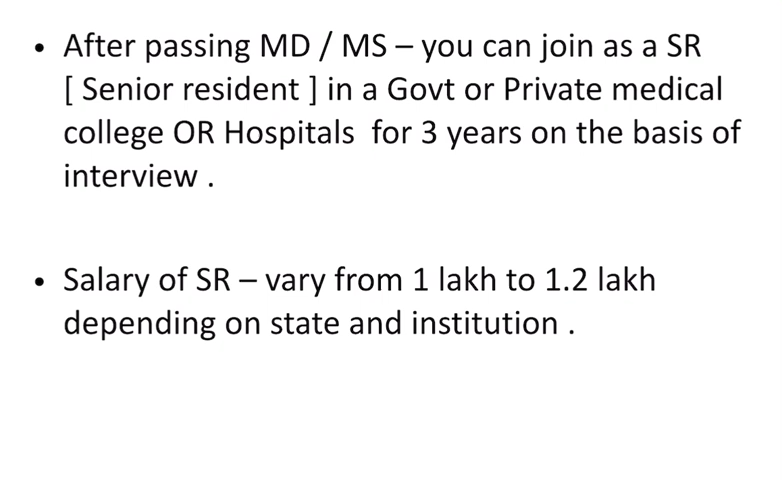 • After passing MD / MS – you can join as a SR
[ Senior resident ] in a Govt or Private medical
college OR Hospitals  for 3 years on the basis of
interview .
• Salary of SR – vary from 1 lakh to 1.2 lakh
depending on state and institution .